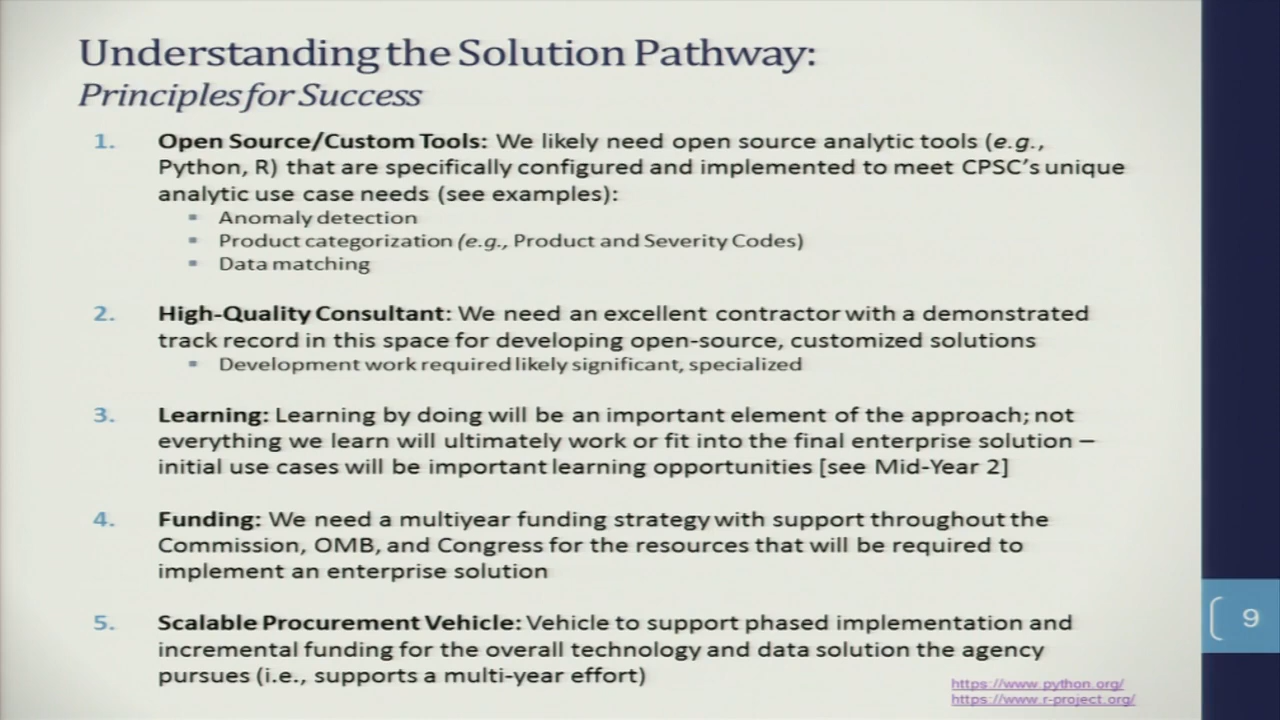 Understanding the Solution Pathway:
Principles for Success
1. Open Source/Custom Tools: We likely need open source analytic tools (e.g.,
Python, R) that are specifically configured and implemented to meet CPSC's unique
analytic use case needs (see examples):
▪ Anomaly detection
▪ Product categorization (e.g., Product and Severity Codes)
▪ Data matching
2. High-Quality Consultant: We need an excellent contractor with a demonstrated
track record in this space for developing open-source, customized solutions
▪ Development work required likely significant, specialized
3. Learning: Learning by doing will be an important element of the approach; not
everything we learn will ultimately work or fit into the final enterprise solution –
initial use cases will be important learning opportunities [see Mid-Year 2]
4. Funding: We need a multiyear funding strategy with support throughout the
Commission, OMB, and Congress for the resources that will be required to
implement an enterprise solution
5. Scalable Procurement Vehicle: Vehicle to support phased implementation and
incremental funding for the overall technology and data solution the agency
pursues (i.e., supports a multi-year effort)
https://www.python.org/
https://www.r-project.org/
9